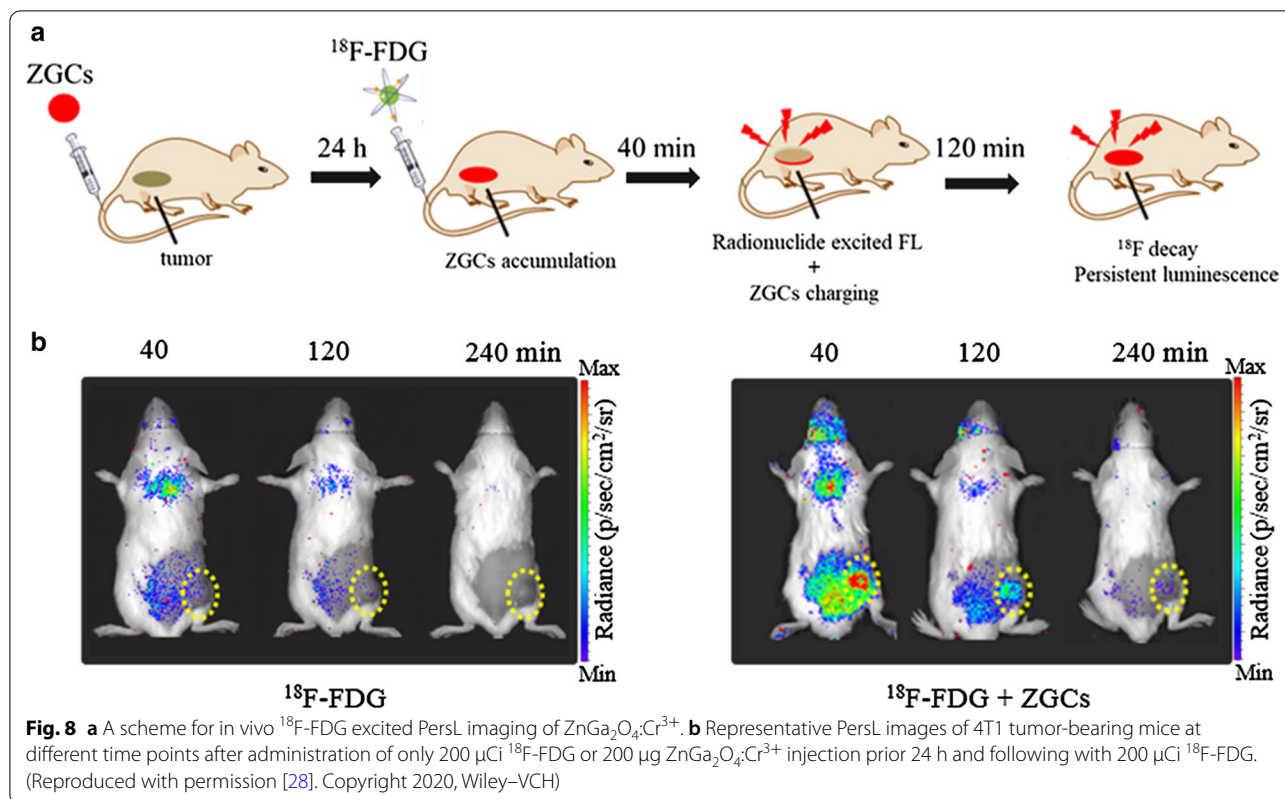 a
ZGCs
¹⁸F-FDG
24 h
40 min
120 min
tumor
ZGCs accumulation
Radionuclide excited FL
+
ZGCs charging
¹⁸F decay
Persistent luminescence
b
40 120 240 min
Max
Radiance (p/sec/cm²/sr)
Min
¹⁸F-FDG
40 120 240 min
Max
Radiance (p/sec/cm²/sr)
Min
¹⁸F-FDG + ZGCs
Fig. 8 a A scheme for in vivo ¹⁸F-FDG excited PersL imaging of ZnGa₂O₄:Cr³⁺. b Representative PersL images of 4T1 tumor-bearing mice at
different time points after administration of only 200 μCi ¹⁸F-FDG or 200 μg ZnGa₂O₄:Cr³⁺ injection prior 24 h and following with 200 μCi ¹⁸F-FDG.
(Reproduced with permission [28]. Copyright 2020, Wiley–VCH)